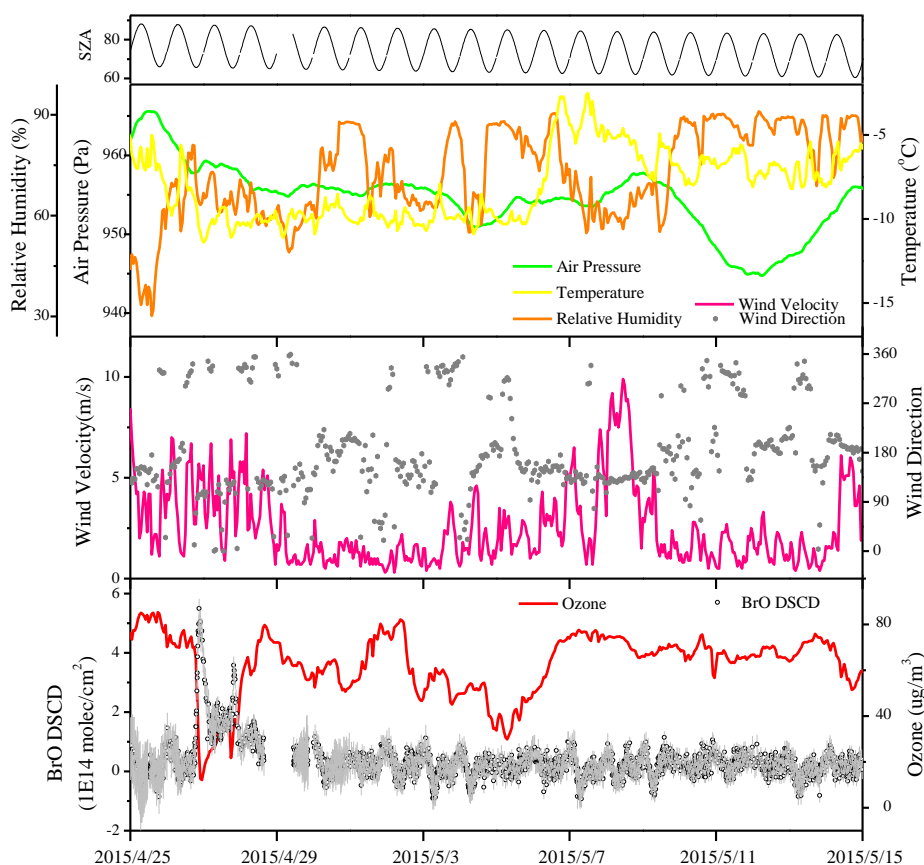 SZA
80
60
Relative Humidity (%)
90
60
30
Air Pressure (Pa)
960
950
940
Temperature (°C)
-5
-10
-15
Air Pressure
Temperature
Relative Humidity
Wind Velocity
Wind Direction
Wind Velocity(m/s)
10
5
0
Wind Direction
360
270
180
90
0
Ozone
BrO DSCD
BrO DSCD
(1E14 molec/cm²)
6
4
2
0
-2
Ozone (ug/m³)
80
40
0
2015/4/25 2015/4/29 2015/5/3 2015/5/7 2015/5/11 2015/5/15